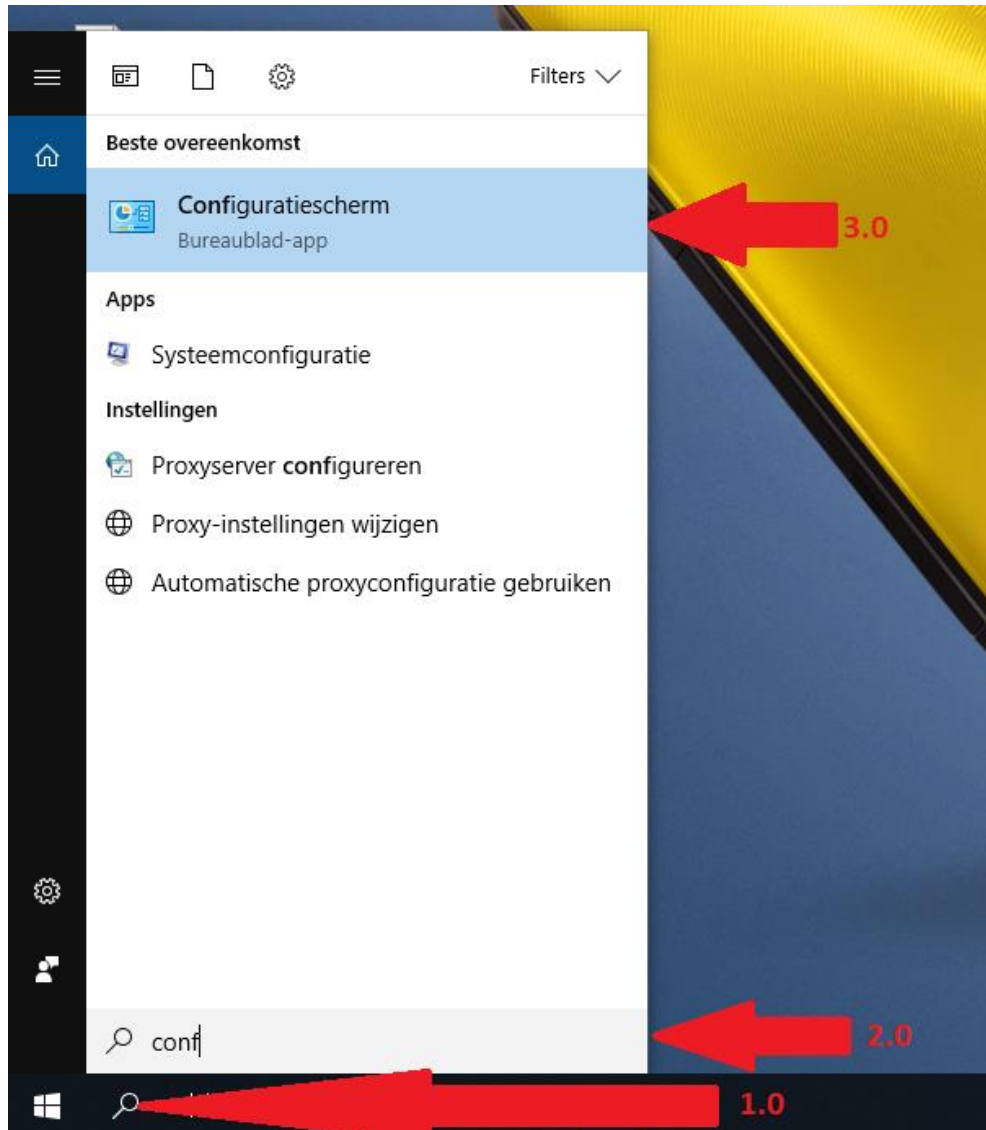 Filters
Beste overeenkomst
Configuratiescherm
Bureaublad-app
3.0
Apps
Systeemconfiguratie
Instellingen
Proxyserver configureren
Proxy-instellingen wijzigen
Automatische proxyconfiguratie gebruiken
conf
2.0
1.0